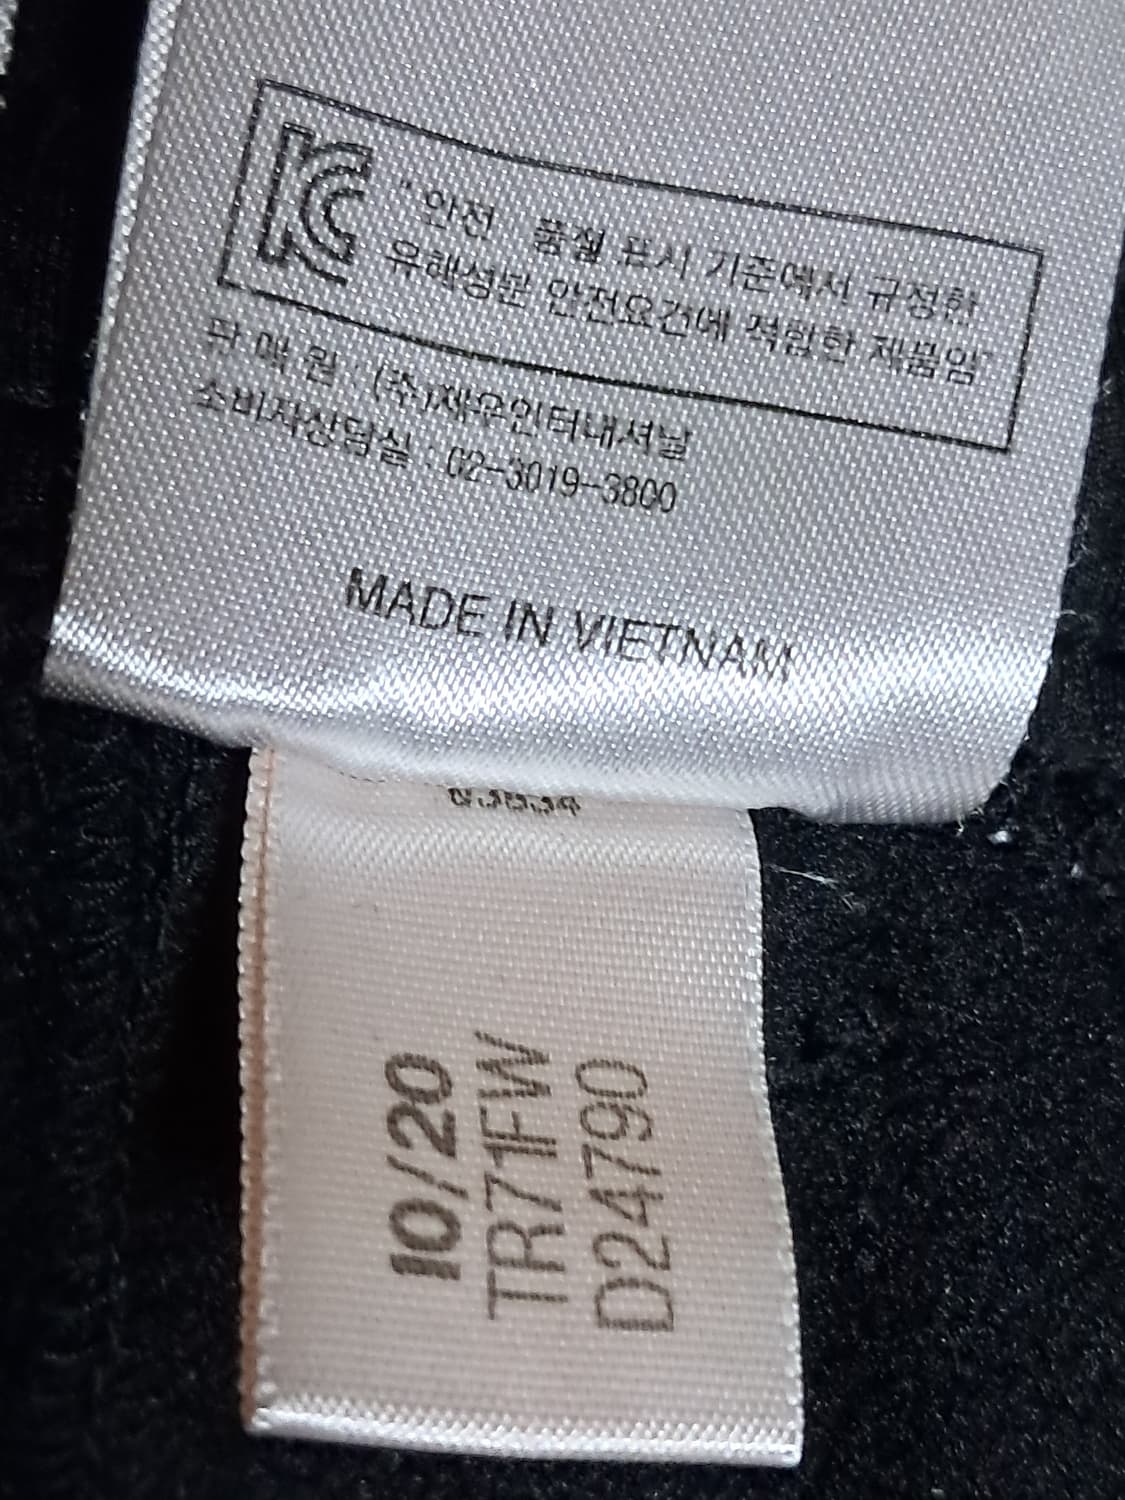 KC
"안전 품질 표시 기준에서 규정한
유해성분 안전요건에 적합한 제품임"
판 매 원 : (주)재우인터내셔날
소비자상담실 : 02-3019-3800
MADE IN VIETNAM
10/20
TR71FW
D24790